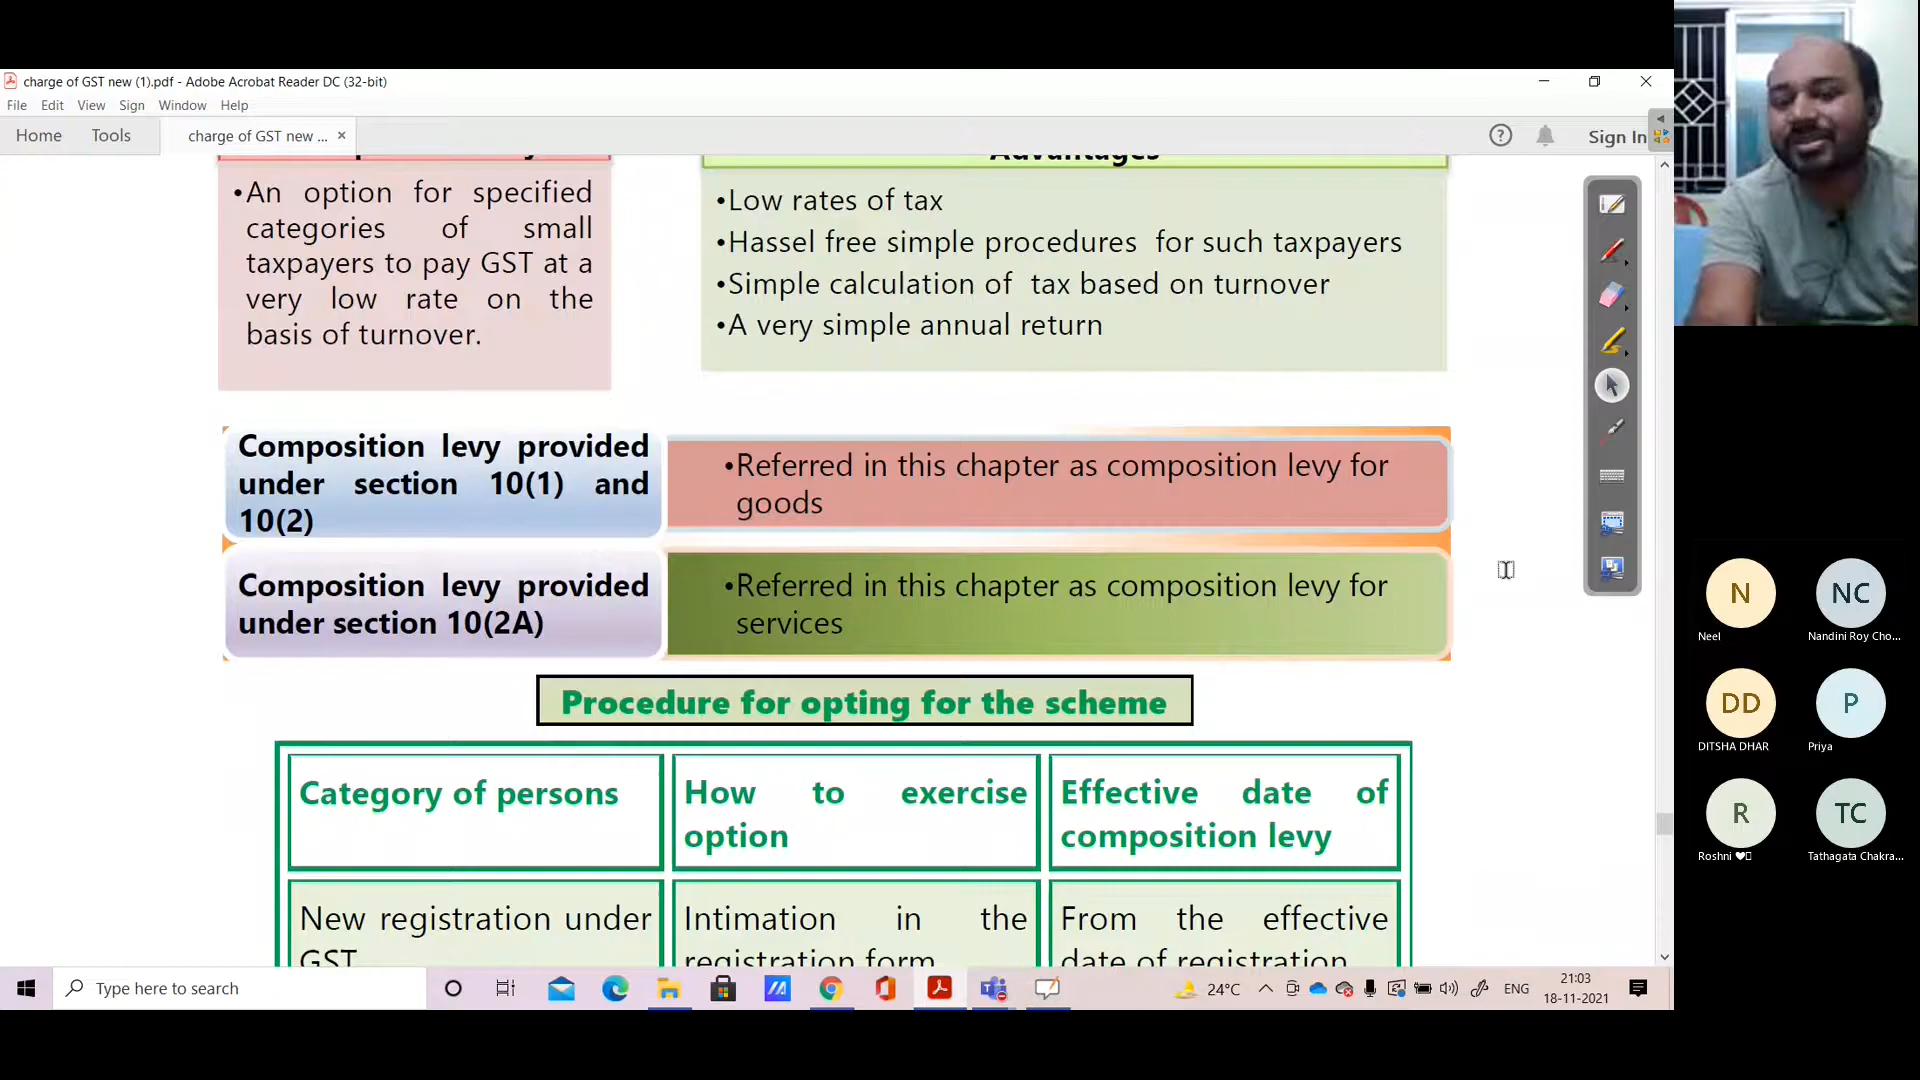 charge of GST new (1).pdf - Adobe Acrobat Reader DC (32-bit)
File Edit View Sign Window Help
Home Tools charge of GST new ... × Sign In
Advantages
•An option for specified
categories of small
taxpayers to pay GST at a
very low rate on the
basis of turnover.
•Low rates of tax
•Hassel free simple procedures for such taxpayers
•Simple calculation of tax based on turnover
•A very simple annual return
Composition levy provided
under section 10(1) and
10(2)
•Referred in this chapter as composition levy for
goods
Composition levy provided
under section 10(2A)
•Referred in this chapter as composition levy for
services
Procedure for opting for the scheme
Category of persons
How to exercise
option
Effective date of
composition levy
New registration under
GST
Intimation in the
registration form
From the effective
date of registration
N
Neel
NC
Nandini Roy Cho...
DD
DITSHA DHAR
P
Priya
R
Roshni
TC
Tathagata Chakra...
Type here to search
24°C
ENG
21:03
18-11-2021